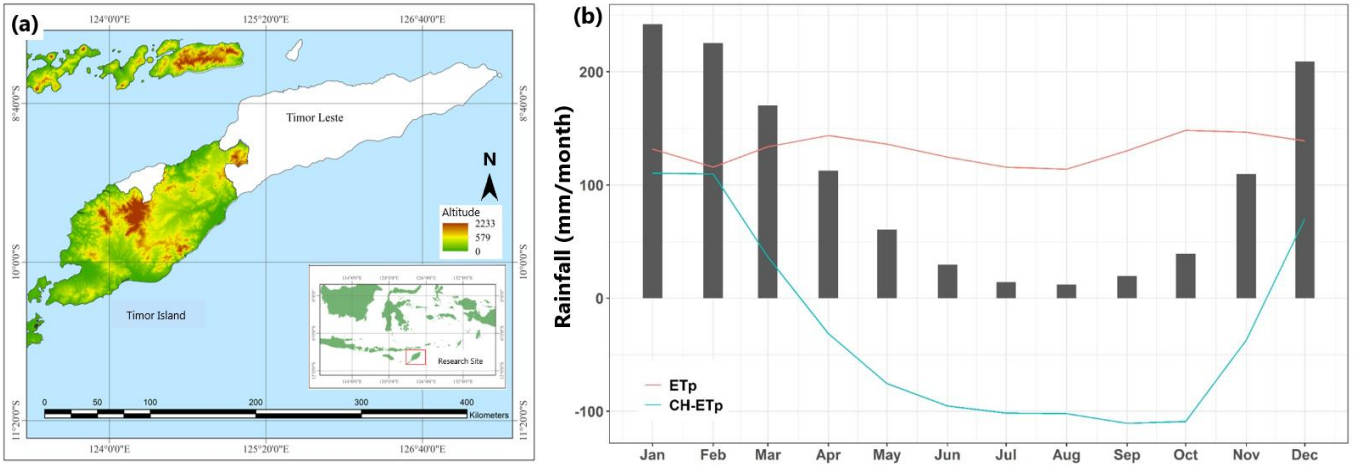 (a)
124°0'0"E 125°20'0"E 126°40'0"E
8°40'0"S 8°40'0"S
Timor Leste
N
Altitude
2233
579
0
10°0'0"S 10°0'0"S
Timor Island
Research Site
0 50 100 200 300 400
Kilometers
11°20'0"S 11°20'0"S
124°0'0"E 125°20'0"E 126°40'0"E
(b)
Rainfall (mm/month)
200
100
0
-100
ETp
CH-ETp
Jan Feb Mar Apr May Jun Jul Aug Sep Oct Nov Dec